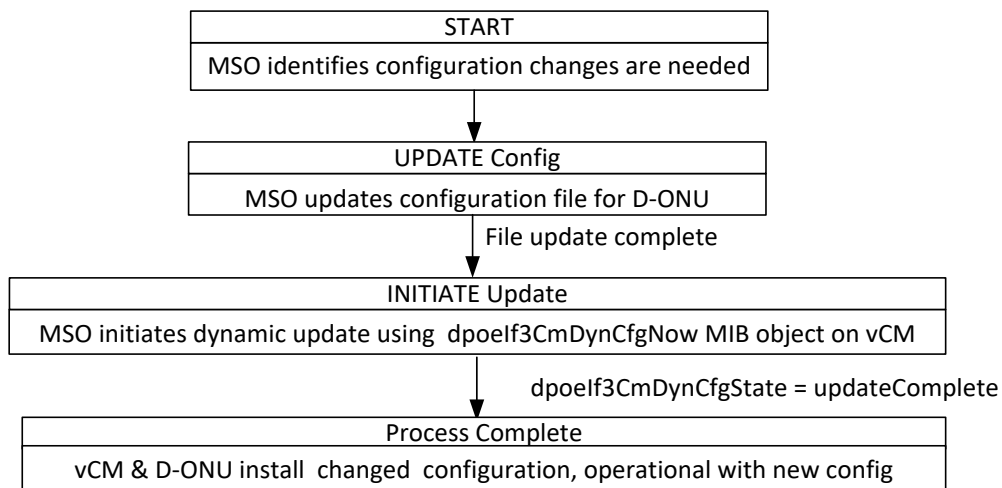 START
MSO identifies configuration changes are needed
UPDATE Config
MSO updates configuration file for D-ONU
File update complete
INITIATE Update
MSO initiates dynamic update using dpoeIf3CmDynCfgNow MIB object on vCM
dpoeIf3CmDynCfgState = updateComplete
Process Complete
vCM & D-ONU install changed configuration, operational with new config